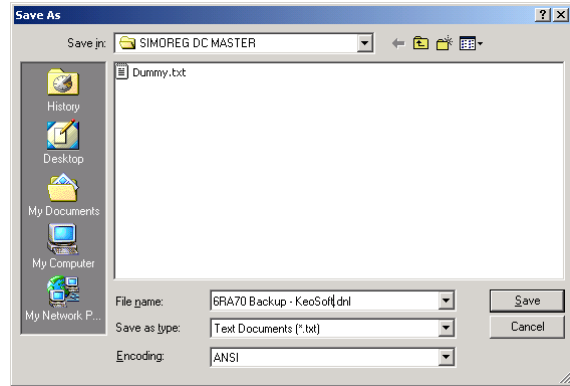 Save As
Save in: SIMOREG DC MASTER
Dummy.txt
History
Desktop
My Documents
My Computer
My Network P...
File name: 6RA70 Backup - KeoSoft.dnl Save
Save as type: Text Documents (*.txt) Cancel
Encoding: ANSI